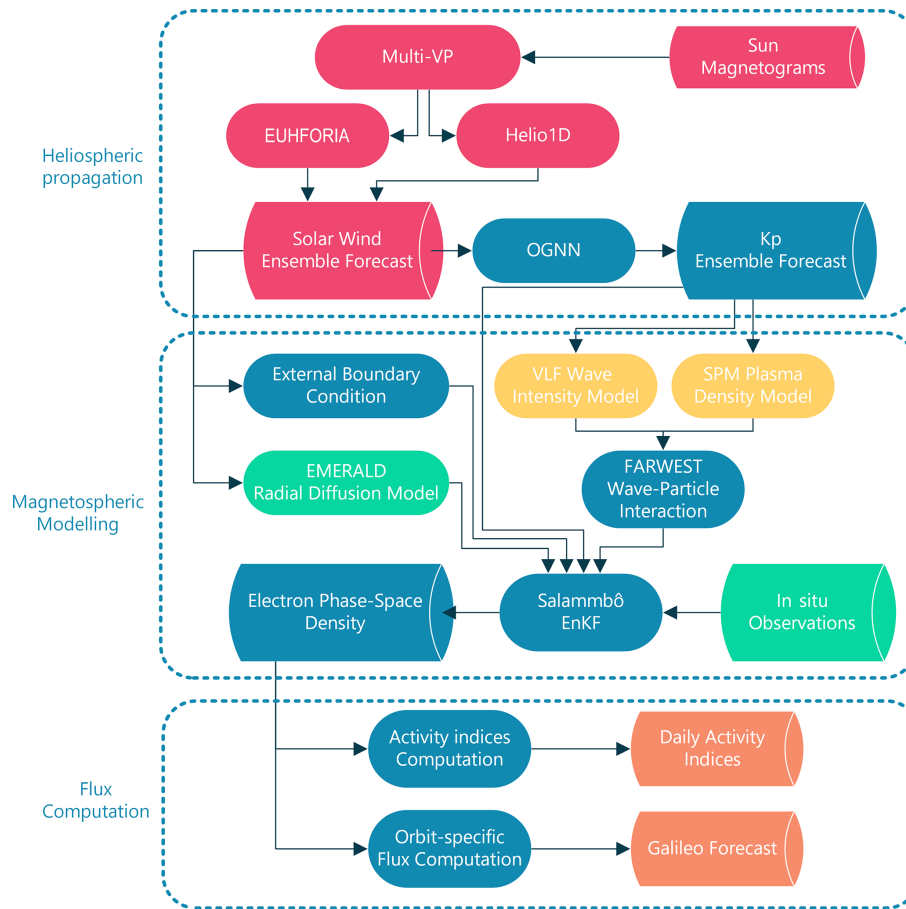 Sun
Magnetograms
Multi-VP
EUHFORIA
Helio1D
Heliospheric
propagation
Solar Wind
Ensemble Forecast
OGNN
Kp
Ensemble Forecast
External Boundary
Condition
VLF Wave
Intensity Model
SPM Plasma
Density Model
EMERALD
Radial Diffusion Model
FARWEST
Wave-Particle
Interaction
Magnetospheric
Modelling
Electron Phase-Space
Density
Salammbô
EnKF
In situ
Observations
Flux
Computation
Activity indices
Computation
Daily Activity
Indices
Orbit-specific
Flux Computation
Galileo Forecast